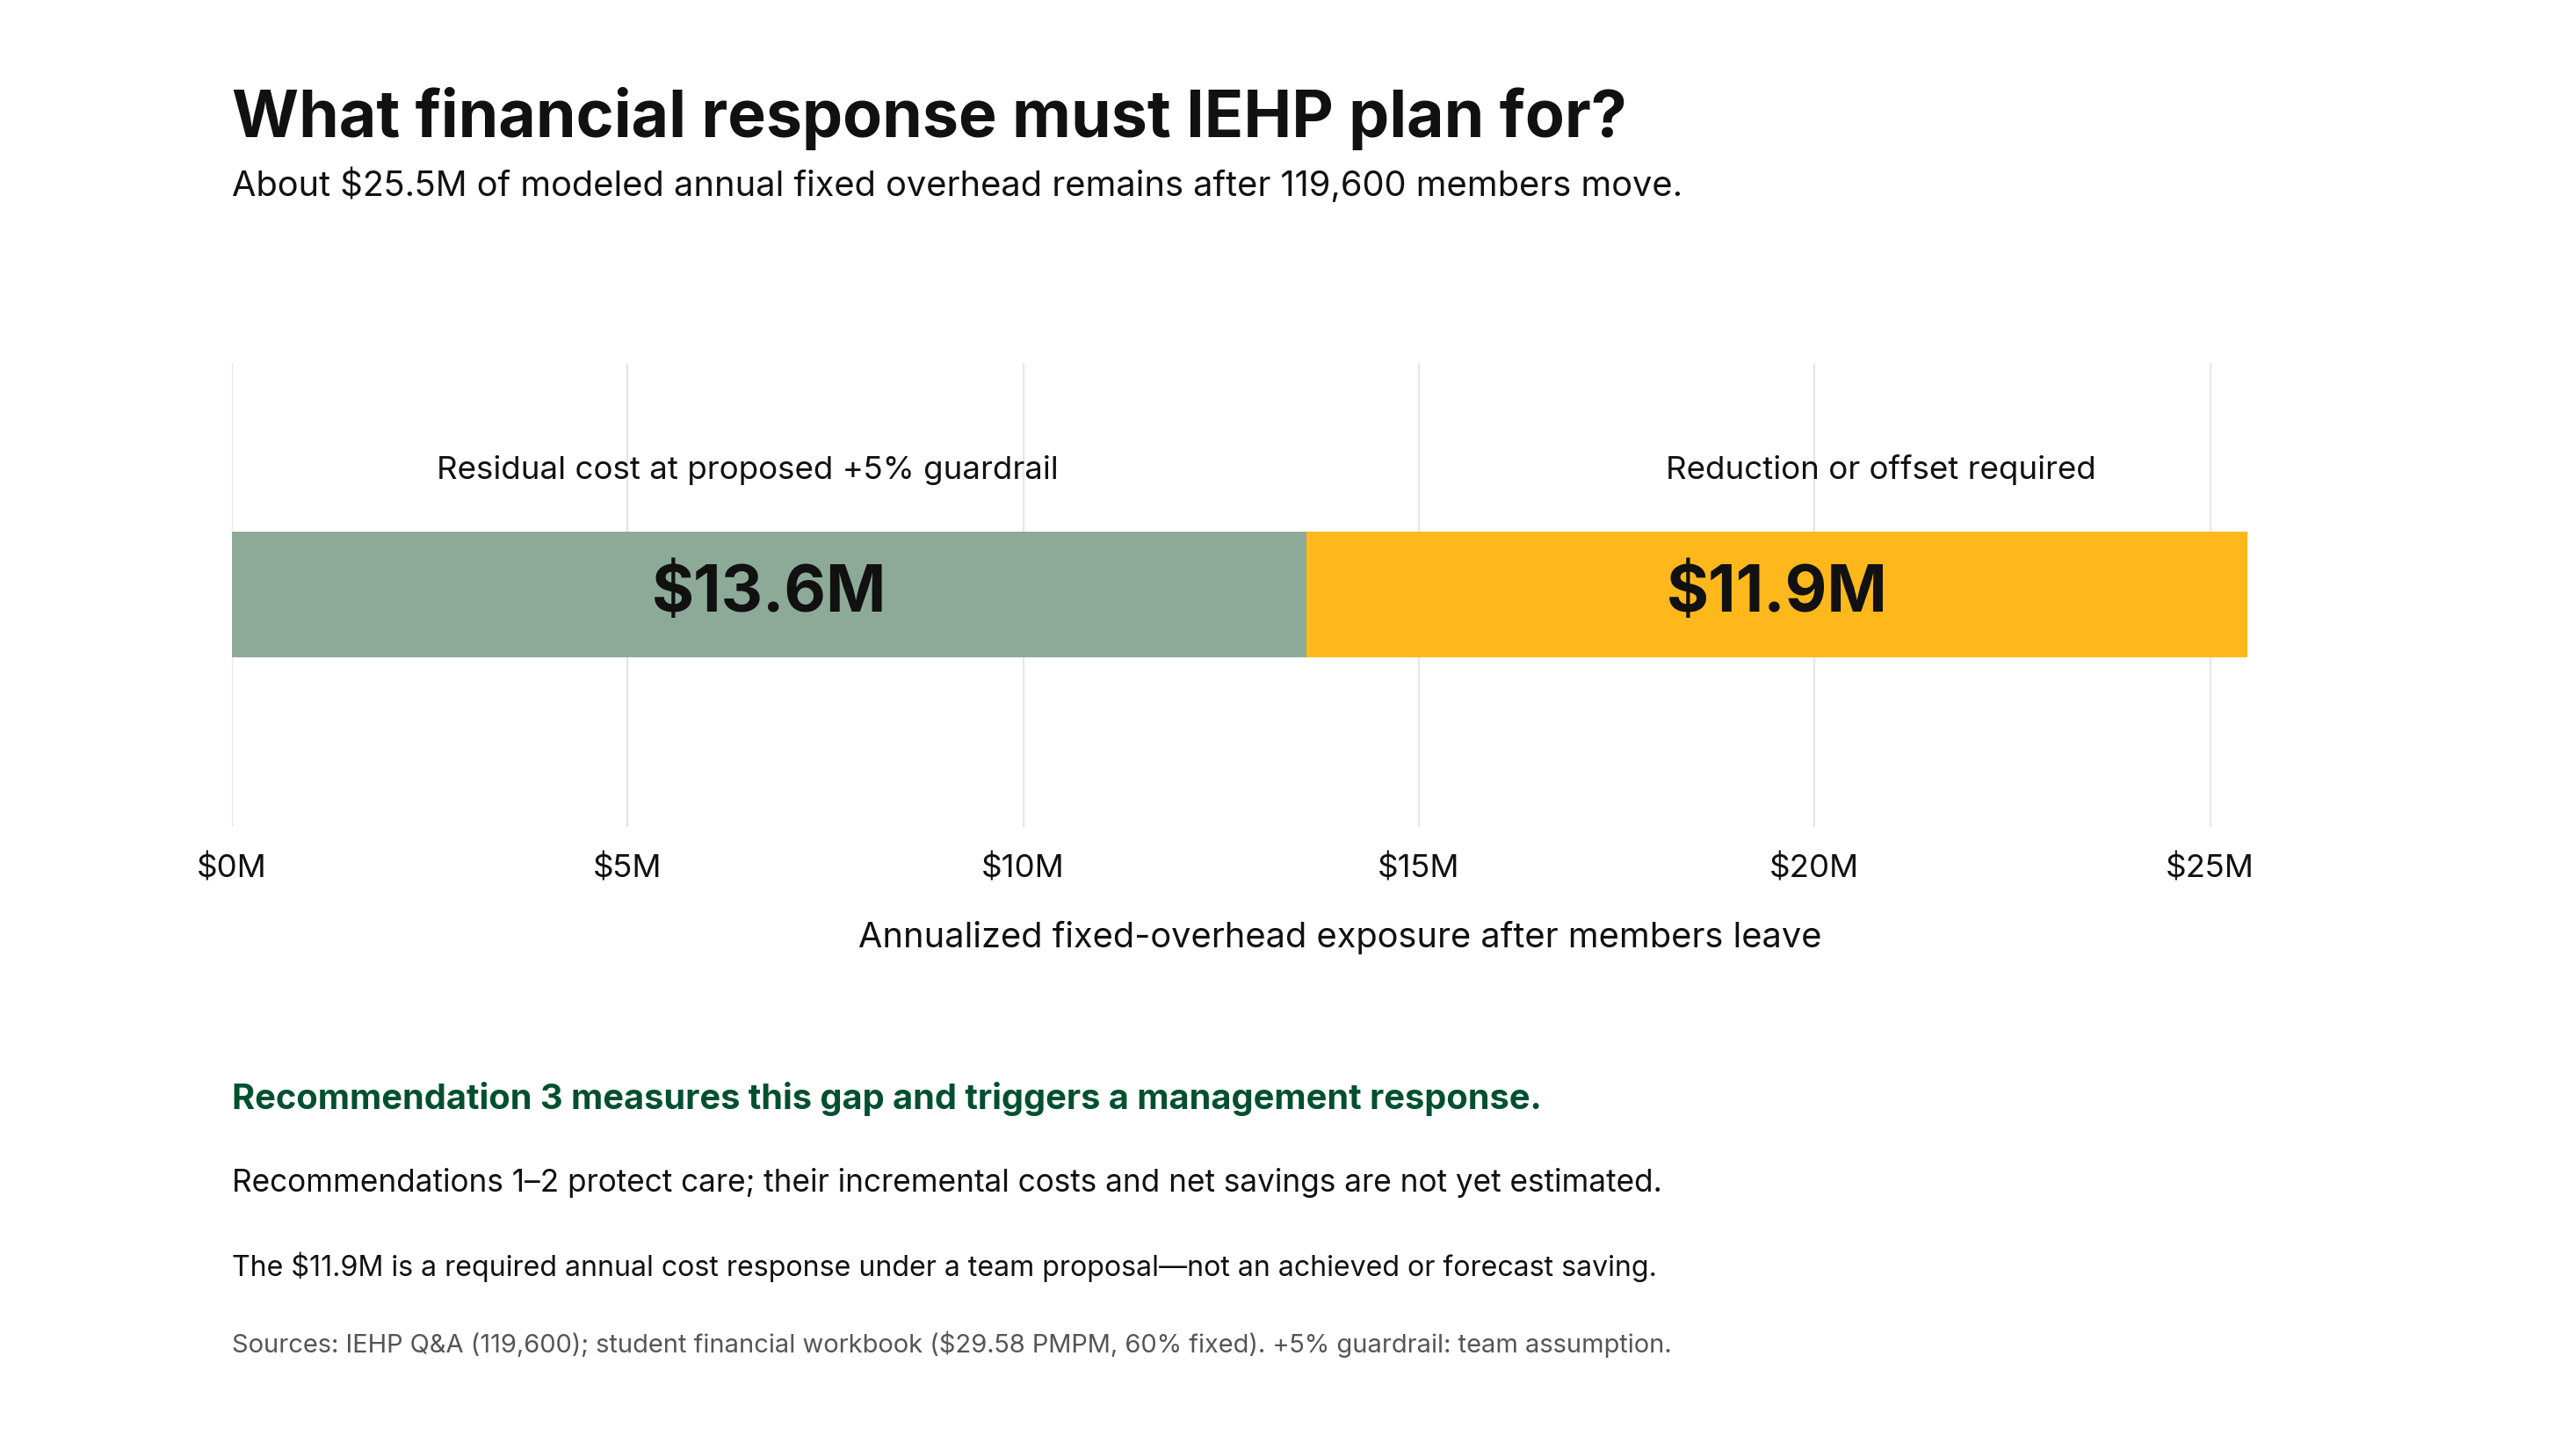 What financial response must IEHP plan for?
About $25.5M of modeled annual fixed overhead remains after 119,600 members move.
Residual cost at proposed +5% guardrail
Reduction or offset required
$13.6M
$11.9M
$0M
$5M
$10M
$15M
$20M
$25M
Annualized fixed-overhead exposure after members leave
Recommendation 3 measures this gap and triggers a management response.
Recommendations 1–2 protect care; their incremental costs and net savings are not yet estimated.
The $11.9M is a required annual cost response under a team proposal—not an achieved or forecast saving.
Sources: IEHP Q&A (119,600); student financial workbook ($29.58 PMPM, 60% fixed). +5% guardrail: team assumption.